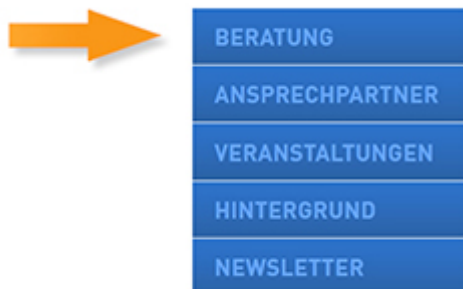 BERATUNG
ANSPRECHPARTNER
VERANSTALTUNGEN
HINTERGRUND
NEWSLETTER